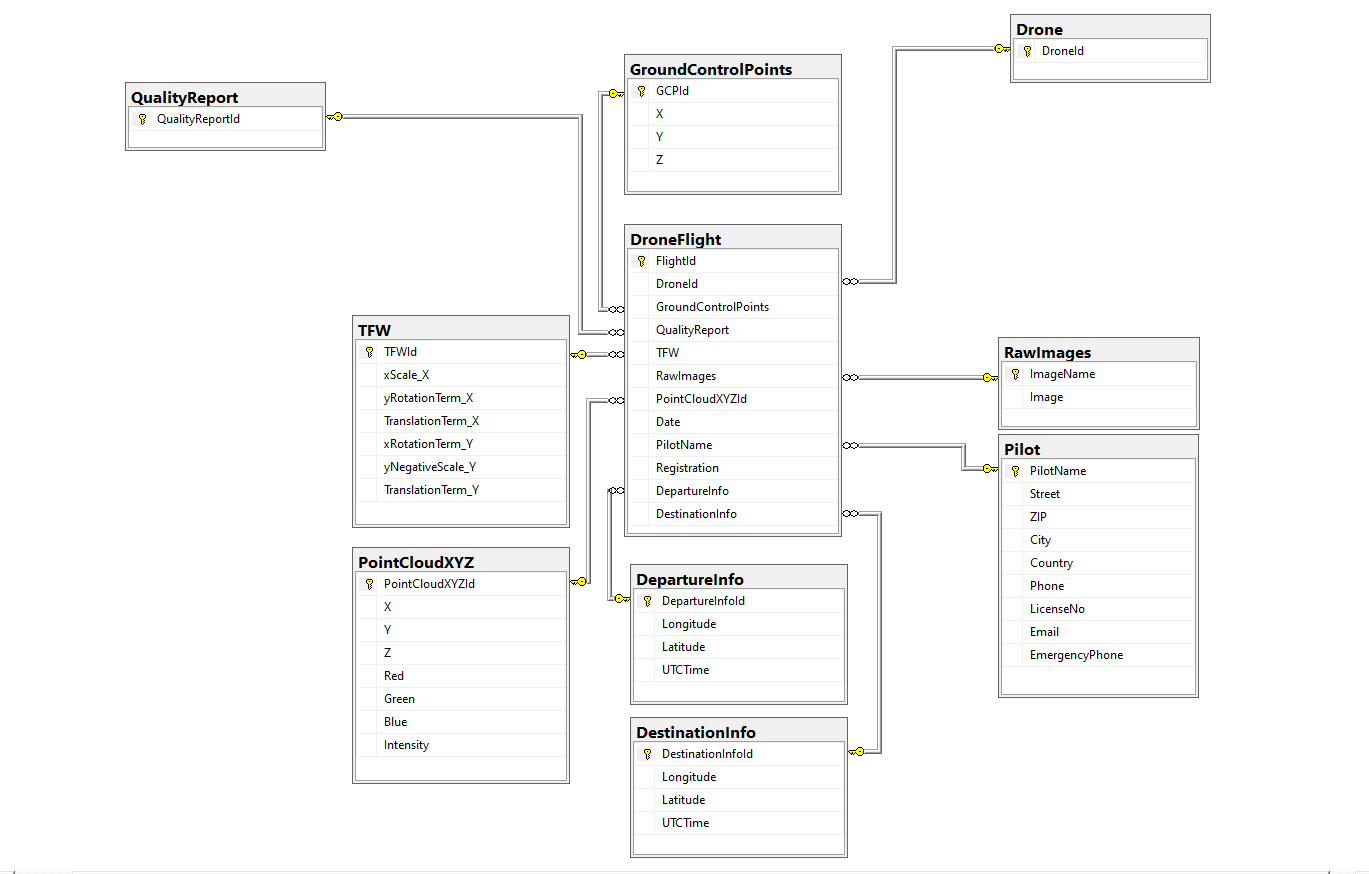 Drone
DroneId
GroundControlPoints
GCPId
X
Y
Z
QualityReport
QualityReportId
DroneFlight
FlightId
DroneId
GroundControlPoints
QualityReport
TFW
RawImages
PointCloudXYZId
Date
PilotName
Registration
DepartureInfo
DestinationInfo
TFW
TFWId
xScale_X
yRotationTerm_X
TranslationTerm_X
xRotationTerm_Y
yNegativeScale_Y
TranslationTerm_Y
RawImages
ImageName
Image
Pilot
PilotName
Street
ZIP
City
Country
Phone
LicenseNo
Email
EmergencyPhone
PointCloudXYZ
PointCloudXYZId
X
Y
Z
Red
Green
Blue
Intensity
DepartureInfo
DepartureInfoId
Longitude
Latitude
UTCTime
DestinationInfo
DestinationInfoId
Longitude
Latitude
UTCTime